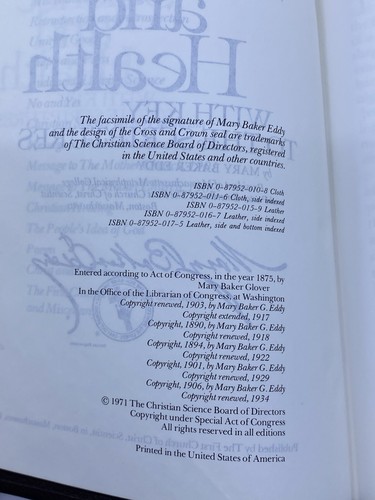 The facsimile of the signature of Mary Baker Eddy
and the design of the Cross and Crown seal are trademarks
of The Christian Science Board of Directors, registered
in the United States and other countries.
ISBN 0-87952-010-8 Cloth
ISBN 0-87952-011-6 Cloth, side indexed
ISBN 0-87952-015-9 Leather
ISBN 0-87952-016-7 Leather, side indexed
ISBN 0-87952-017-5 Leather, side and bottom indexed
Entered according to Act of Congress, in the year 1875, by
Mary Baker Glover
In the Office of the Librarian of Congress, at Washington
Copyright renewed, 1903, by Mary Baker G. Eddy
Copyright extended, 1917
Copyright, 1890, by Mary Baker G. Eddy
Copyright renewed, 1918
Copyright, 1894, by Mary Baker G. Eddy
Copyright renewed, 1922
Copyright, 1901, by Mary Baker G. Eddy
Copyright renewed, 1929
Copyright, 1906, by Mary Baker G. Eddy
Copyright renewed, 1934
© 1971 The Christian Science Board of Directors
Copyright under Special Act of Congress
All rights reserved in all editions
Printed in the United States of America